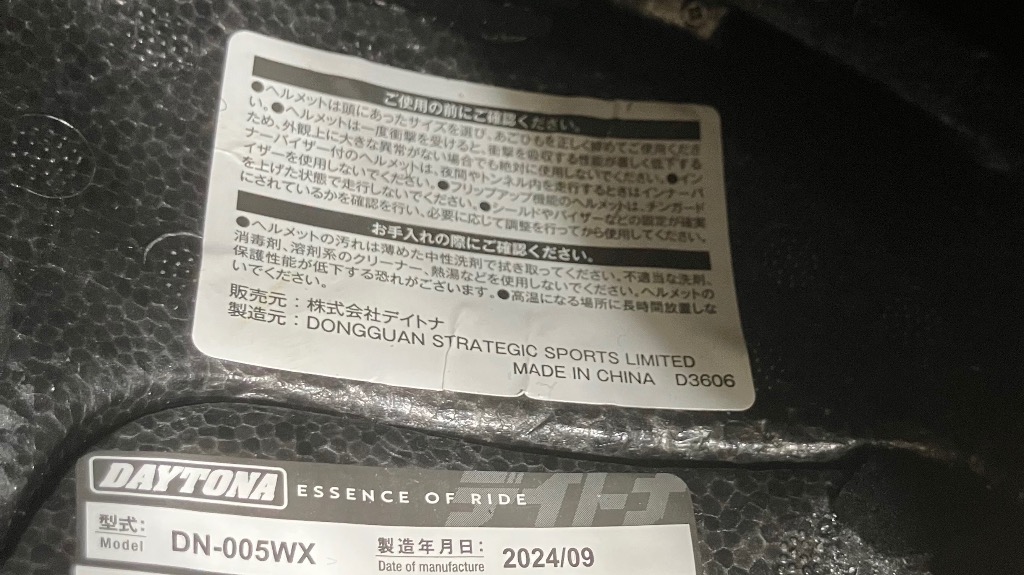 ご使用の前にご確認ください。
●ヘルメットは頭にあったサイズを選び、あごひもを正しく締めてご使用くださ
い。●ヘルメットは一度衝撃を受けると、衝撃を吸収する性能が著しく低下する
ため、外観上に大きな異常がない場合でも絶対に使用しないでください。●イン
ナーバイザー付のヘルメットは、夜間やトンネル内を走行するときはインナーバ
イザーを使用しないでください。●フリップアップ機能のヘルメットは、チンガード
を上げた状態で走行しないでください。●シールドやバイザーなどの固定が確実
にされているかを確認を行い、必要に応じて調整を行ってから使用してください。
お手入れの際にご確認ください。
●ヘルメットの汚れは薄めた中性洗剤で拭き取ってください。不適当な洗剤、
消毒剤、溶剤系のクリーナー、熱湯などを使用しないでください。ヘルメットの
保護性能が低下する恐れがございます。●高温になる場所に長時間放置しな
いでください。
販売元：株式会社デイトナ
製造元：DONGGUAN STRATEGIC SPORTS LIMITED
MADE IN CHINA D3606
DAYTONA ESSENCE OF RIDE デイトナ
型式： DN-005WX 製造年月日： 2024/09
Model Date of manufacture